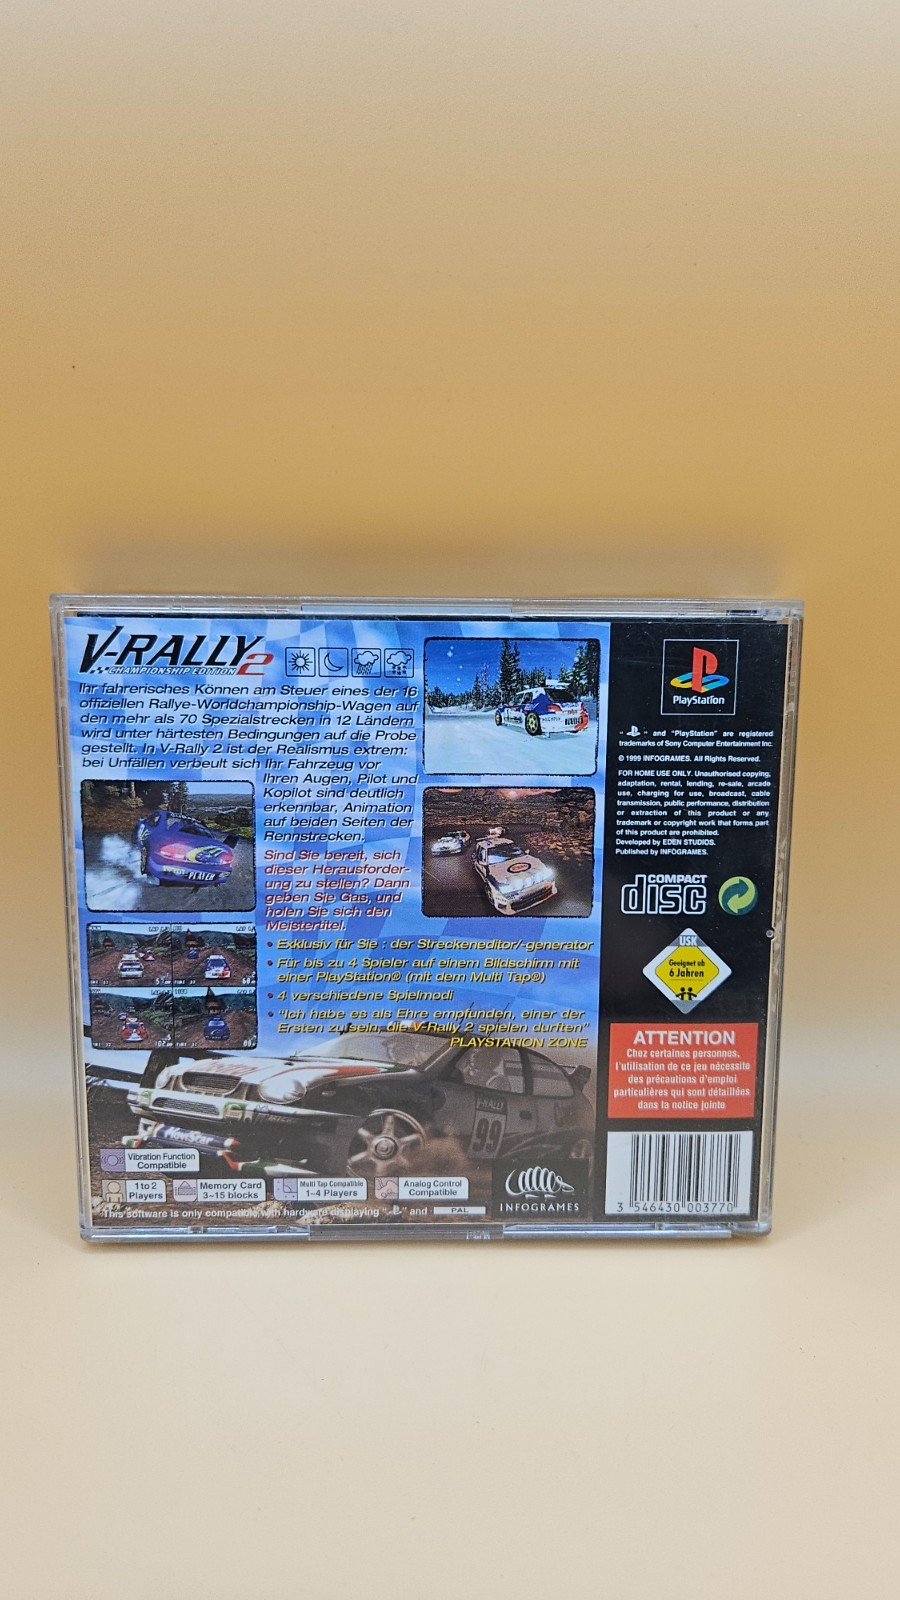 V-RALLY 2
CHAMPIONSHIP EDITION
Ihr fahrerisches Können am Steuer eines der 16
offiziellen Rallye-Worldchampionship-Wagen auf
den mehr als 70 Spezialstrecken in 12 Ländern
wird unter härtesten Bedingungen auf die Probe
gestellt. In V-Rally 2 ist der Realismus extrem:
bei Unfällen verbeult sich Ihr Fahrzeug vor
Ihren Augen, Pilot und
Kopilot sind deutlich
erkennbar, Animation
auf beiden Seiten der
Rennstrecken.
Sind Sie bereit, sich
dieser Herausforder-
ung zu stellen? Dann
geben Sie Gas, und
holen Sie sich den
Meistertitel.
• Exklusiv für Sie : der Streckeneditor/-generator
• Für bis zu 4 Spieler auf einem Bildschirm mit
einer PlayStation® (mit dem Multi Tap®)
• 4 verschiedene Spielmodi
• "Ich habe es als Ehre empfunden, einer der
Ersten zu sein, die V-Rally 2 spielen durften"
PLAYSTATION ZONE
PLAYER
MoviStar
V-RALLY
99
Vibration Function
Compatible
1 to 2
Players
Memory Card
3–15 blocks
Multi Tap Compatible
1–4 Players
Analog Control
Compatible
INFOGRAMES
This software is only compatible with hardware displaying " " and PAL
PlayStation
" " and "PlayStation" are registered
trademarks of Sony Computer Entertainment Inc.
© 1999 INFOGRAMES. All Rights Reserved.
FOR HOME USE ONLY. Unauthorised copying,
adaptation, rental, lending, re-sale, arcade
use, charging for use, broadcast, cable
transmission, public performance, distribution
or extraction of this product or any
trademark or copyright work that forms part
of this product are prohibited.
Developed by EDEN STUDIOS.
Published by INFOGRAMES.
COMPACT
disc
USK
Geeignet ab
6 Jahren
ATTENTION
Chez certaines personnes,
l'utilisation de ce jeu nécessite
des précautions d'emploi
particulières qui sont détaillées
dans la notice jointe
3 546430 003770